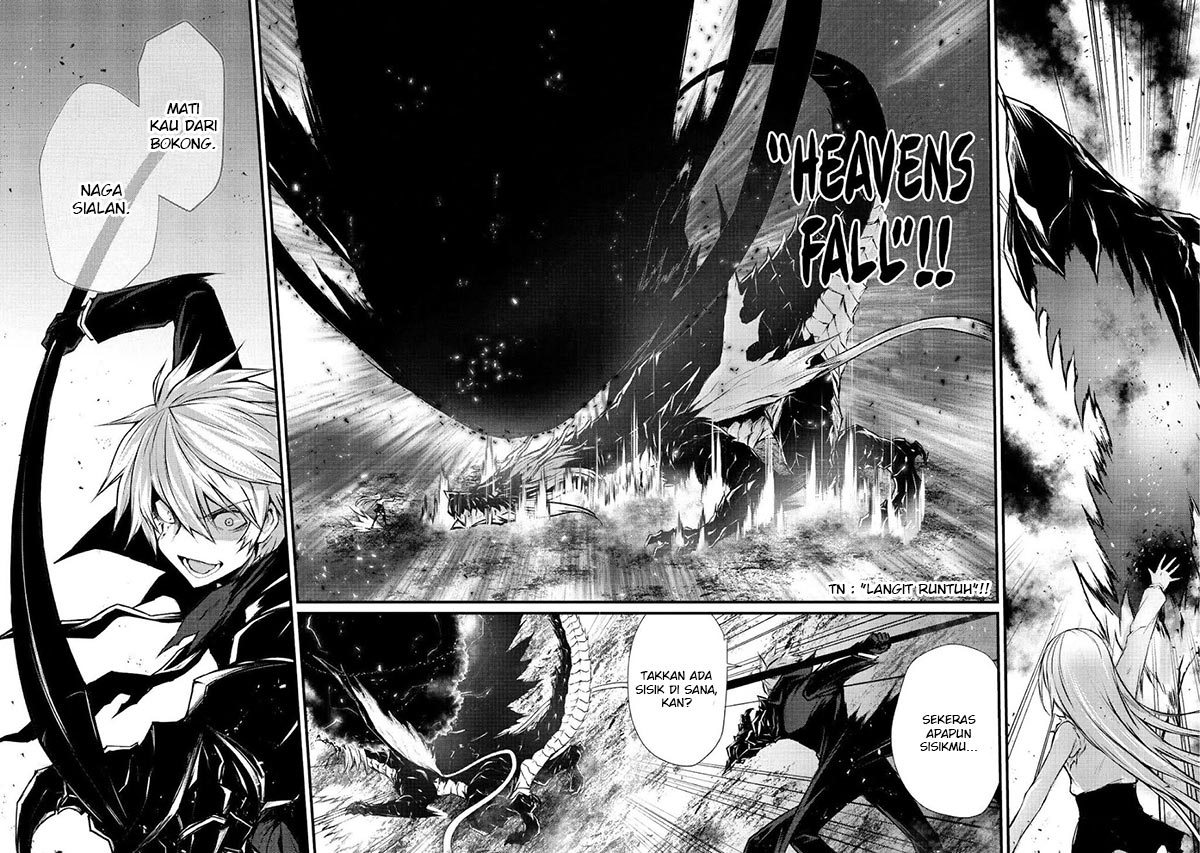 "HEAVENS
FALL"!!
TN : "LANGIT RUNTUH"!!
SEKERAS
APAPUN
SISIKMU...
TAKKAN ADA
SISIK DI SANA,
KAN?
MATI
KAU DARI
BOKONG.
NAGA
SIALAN.